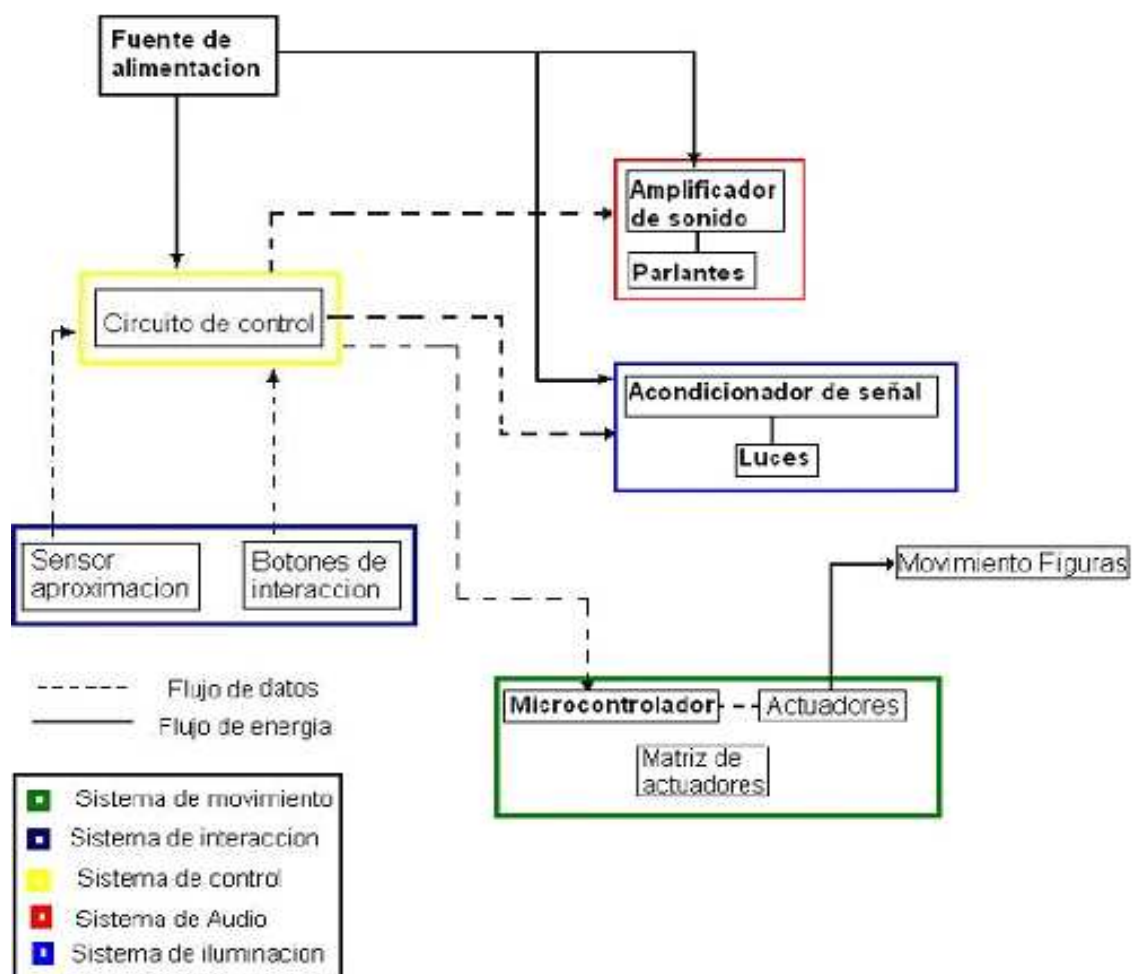 Fuente de
alimentacion
Amplificador
de sonido
Parlantes
Circuito de control
Acondicionador de señal
Luces
Sensor
aproximacion
Botones de
interaccion
Movimiento Figuras
Flujo de datos
Flujo de energia
Microcontrolador
Actuadores
Matriz de
actuadores
Sistema de movimiento
Sistema de interaccion
Sistema de control
Sistema de Audio
Sistema de iluminacion